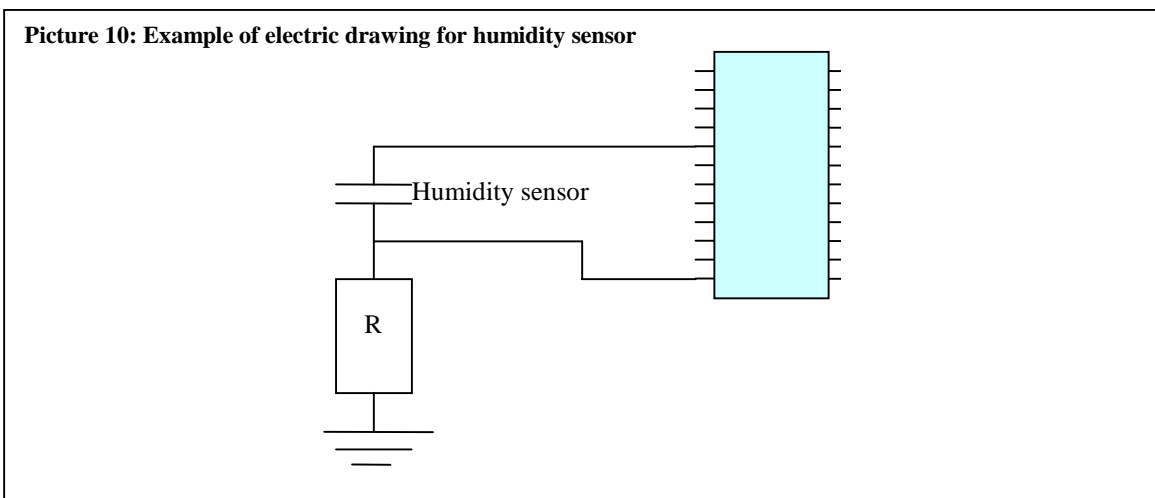 Picture 10: Example of electric drawing for humidity sensor
Humidity sensor
R